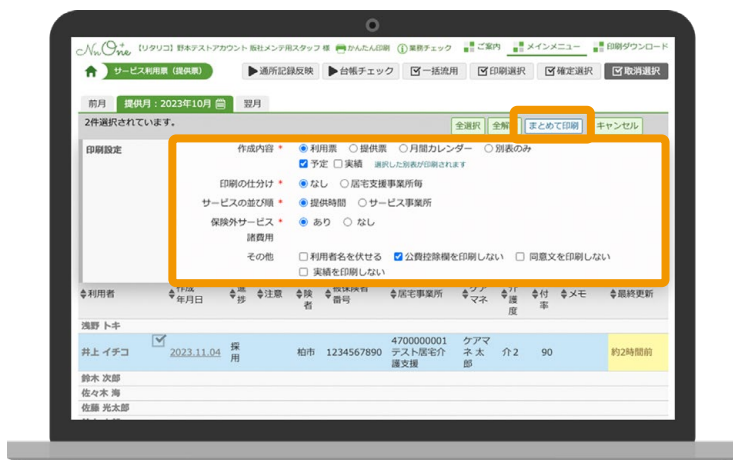 NnOne 【リタリコ】野本テストアカウント 販社メンテ用スタッフ 様 かんたん印刷 業務チェック ご案内 メインメニュー 印刷ダウンロード
サービス利用票（提供票） ▶通所記録反映 ▶台帳チェック 一括流用 印刷選択 確定選択 取消選択
前月 提供月：2023年10月 翌月
2件選択されています。 全選択 全解 まとめて印刷 キャンセル
印刷設定 作成内容 * 利用票 提供票 月間カレンダー 別表のみ
予定 実績 選択した別表が印刷されます
印刷の仕分け * なし 居宅支援事業所毎
サービスの並び順 * 提供時間 サービス事業所
保険外サービス * あり なし
諸費用
その他 利用者名を伏せる 公費控除欄を印刷しない 同意文を印刷しない
実績を印刷しない
利用者 作成年月日 進捗 注意 険者 被保険者番号 居宅事業所 ケアマネ 介護度 付率 メモ 最終更新
浅野 トキ
井上 イチコ 2023.11.04 採用 柏市 1234567890 4700000001 テスト居宅介護支援 ケアマネ 太郎 介2 90 約2時間前
鈴木 次郎
佐々木 海
佐藤 光太郎